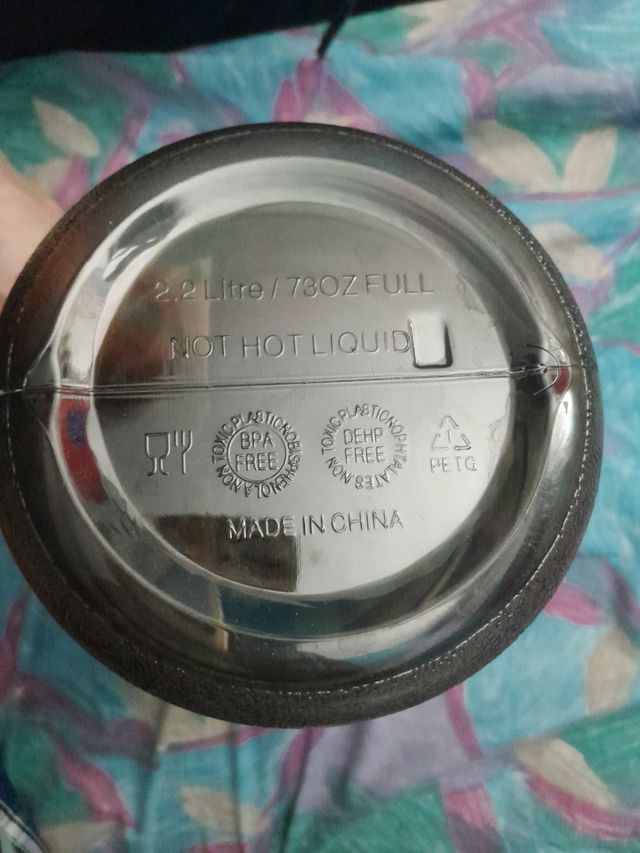 2.2 Litre / 73OZ FULL
NOT HOT LIQUID
NON TOXIC PLASTIC NO BISPHENOL A
BPA
FREE
NON TOXIC PLASTIC NO PHTALATES
DEHP
FREE
1
PETG
MADE IN CHINA